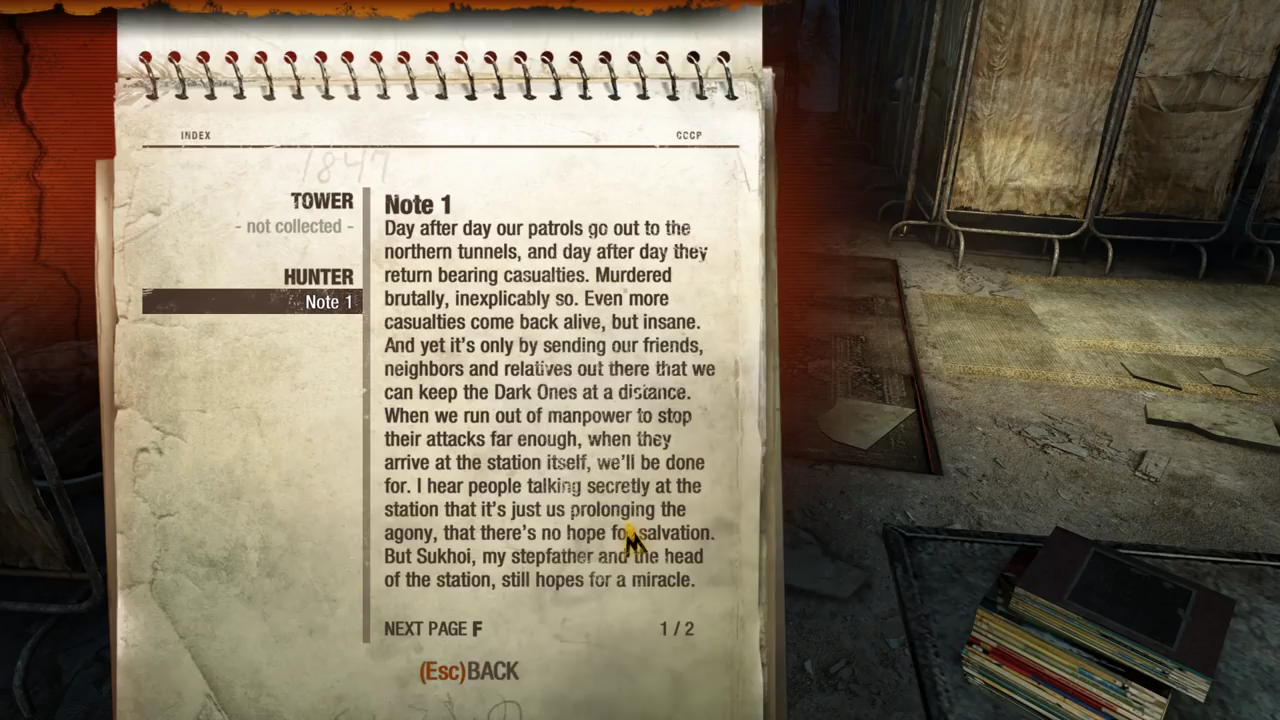 INDEX
CCCP
1847
TOWER
- not collected -
HUNTER
Note 1
Note 1
Day after day our patrols go out to the
northern tunnels, and day after day they
return bearing casualties. Murdered
brutally, inexplicably so. Even more
casualties come back alive, but insane.
And yet it's only by sending our friends,
neighbors and relatives out there that we
can keep the Dark Ones at a distance.
When we run out of manpower to stop
their attacks far enough, when they
arrive at the station itself, we'll be done
for. I hear people talking secretly at the
station that it's just us prolonging the
agony, that there's no hope for salvation.
But Sukhoi, my stepfather and the head
of the station, still hopes for a miracle.
NEXT PAGE F
1 / 2
(Esc)BACK